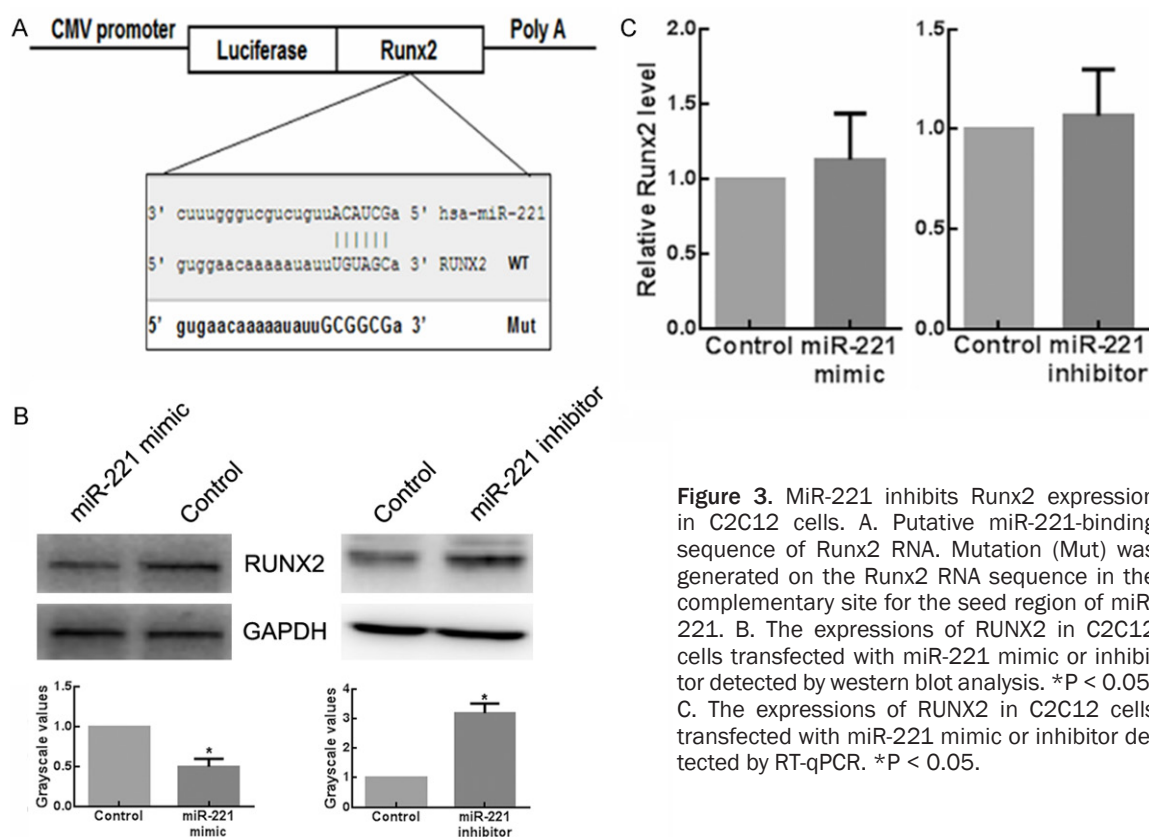 A
CMV promoter
Luciferase
Runx2
Poly A
3' cuuugggucgucuguuACAUCGa 5' hsa-miR-221
||||||
5' guggaacaaaaauauuUGUAGCa 3' RUNX2 WT
5' gugaacaaaaauauuGCGGCGa 3' Mut
B
miR-221 mimic
Control
Control
miR-221 inhibitor
RUNX2
GAPDH
Grayscale values
1.5
1.0
0.5
0.0
*
Control
miR-221
mimic
Grayscale values
4
3
2
1
0
*
Control
miR-221
inhibitor
C
Relative Runx2 level
2.0
1.5
1.0
0.5
0.0
Control
miR-221
mimic
1.5
1.0
0.5
0.0
Control
miR-221
inhibitor
Figure 3. MiR-221 inhibits Runx2 expression
in C2C12 cells. A. Putative miR-221-binding
sequence of Runx2 RNA. Mutation (Mut) was
generated on the Runx2 RNA sequence in the
complementary site for the seed region of miR-
221. B. The expressions of RUNX2 in C2C12
cells transfected with miR-221 mimic or inhibi-
tor detected by western blot analysis. *P < 0.05.
C. The expressions of RUNX2 in C2C12 cells
transfected with miR-221 mimic or inhibitor de-
tected by RT-qPCR. *P < 0.05.